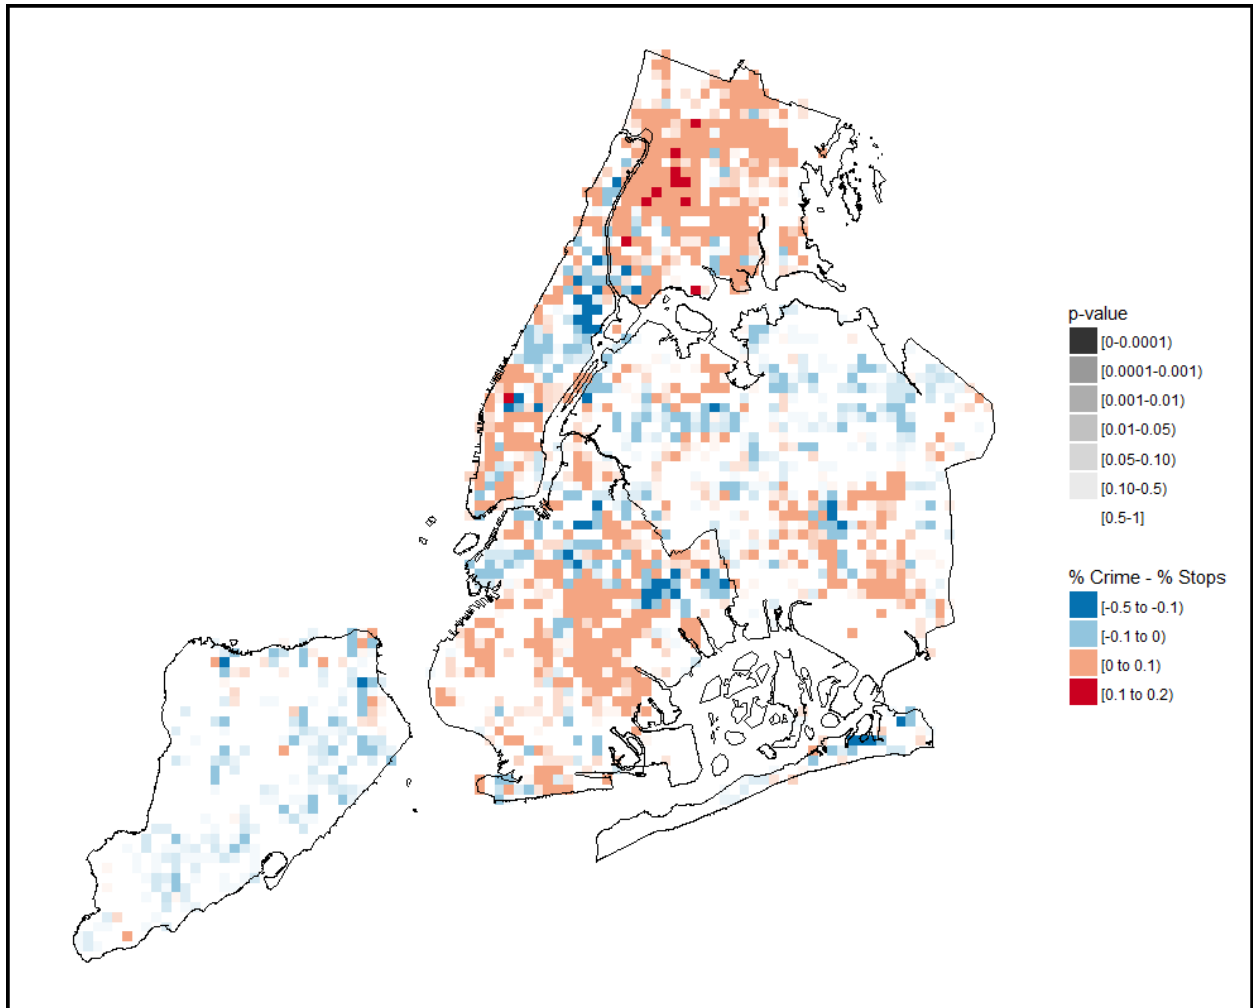 p-value
[0-0.0001)
[0.0001-0.001)
[0.001-0.01)
[0.01-0.05)
[0.05-0.10)
[0.10-0.5)
[0.5-1]
% Crime - % Stops
[-0.5 to -0.1)
[-0.1 to 0)
[0 to 0.1)
[0.1 to 0.2)